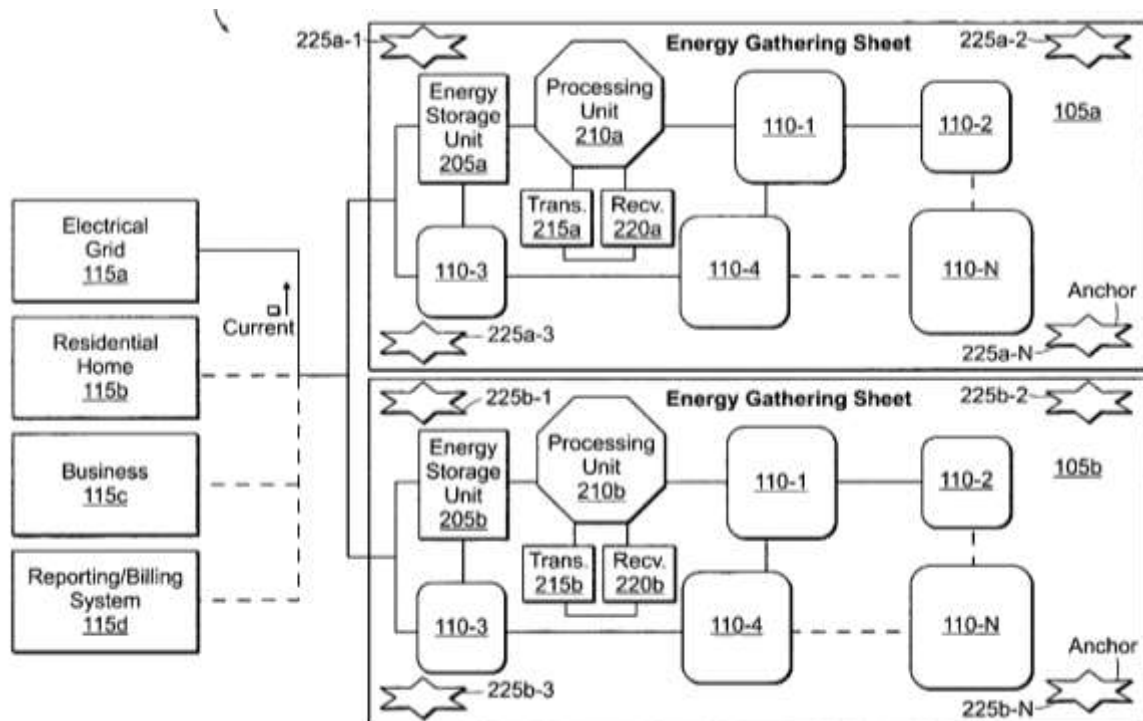 225a-1
Energy Gathering Sheet
225a-2
Energy
Storage
Unit
205a
Processing
Unit
210a
110-1
110-2
105a
Trans.
215a
Recv.
220a
110-3
110-4
110-N
Anchor
225a-3
225a-N
Electrical
Grid
115a
Current
Residential
Home
115b
Business
115c
Reporting/Billing
System
115d
225b-1
Energy Gathering Sheet
225b-2
Energy
Storage
Unit
205b
Processing
Unit
210b
110-1
110-2
105b
Trans.
215b
Recv.
220b
110-3
110-4
110-N
Anchor
225b-3
225b-N